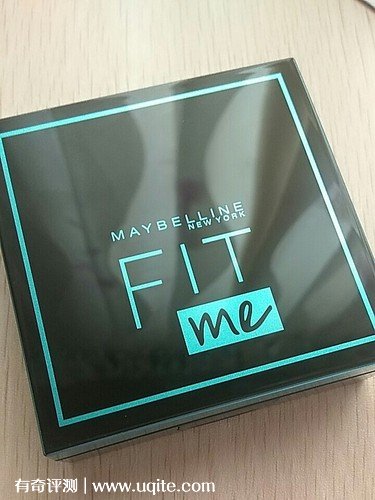 MAYBELLINE
NEW YORK
FIT
me
有奇评测 | www.uqite.com